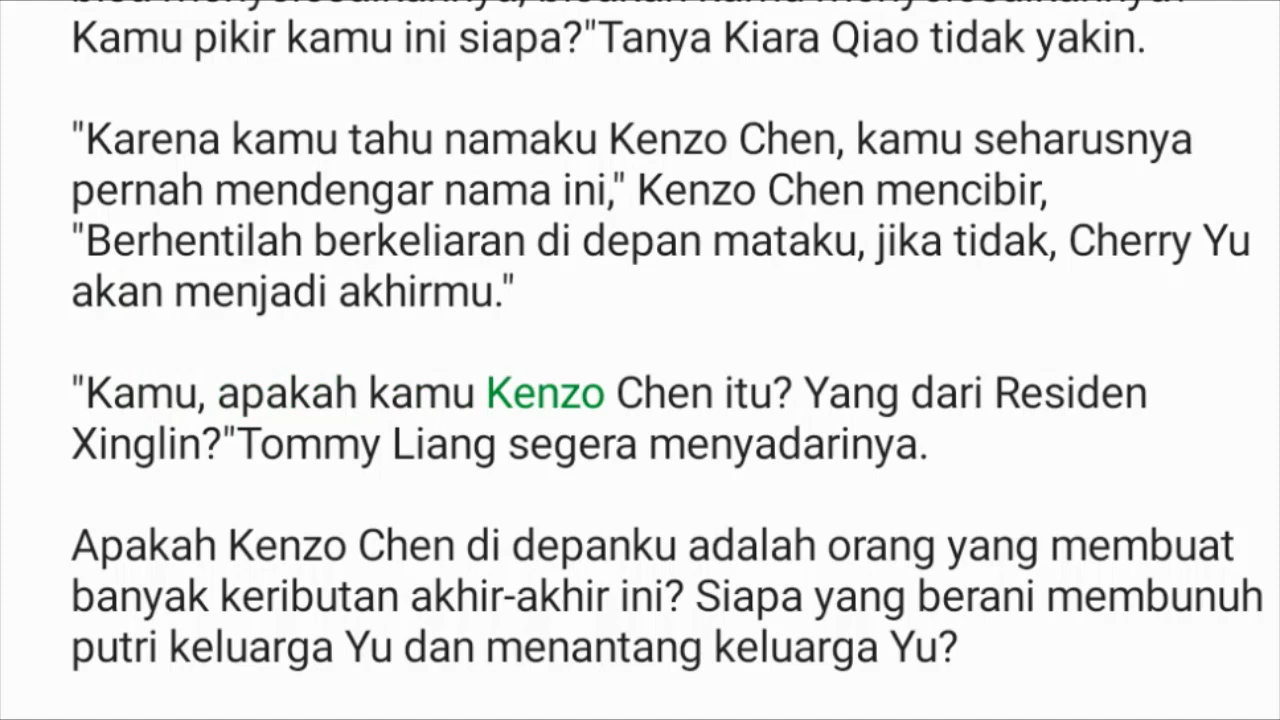 Kamu pikir kamu ini siapa?"Tanya Kiara Qiao tidak yakin.
"Karena kamu tahu namaku Kenzo Chen, kamu seharusnya
pernah mendengar nama ini," Kenzo Chen mencibir,
"Berhentilah berkeliaran di depan mataku, jika tidak, Cherry Yu
akan menjadi akhirmu."
"Kamu, apakah kamu Kenzo Chen itu? Yang dari Residen
Xinglin?"Tommy Liang segera menyadarinya.
Apakah Kenzo Chen di depanku adalah orang yang membuat
banyak keributan akhir-akhir ini? Siapa yang berani membunuh
putri keluarga Yu dan menantang keluarga Yu?